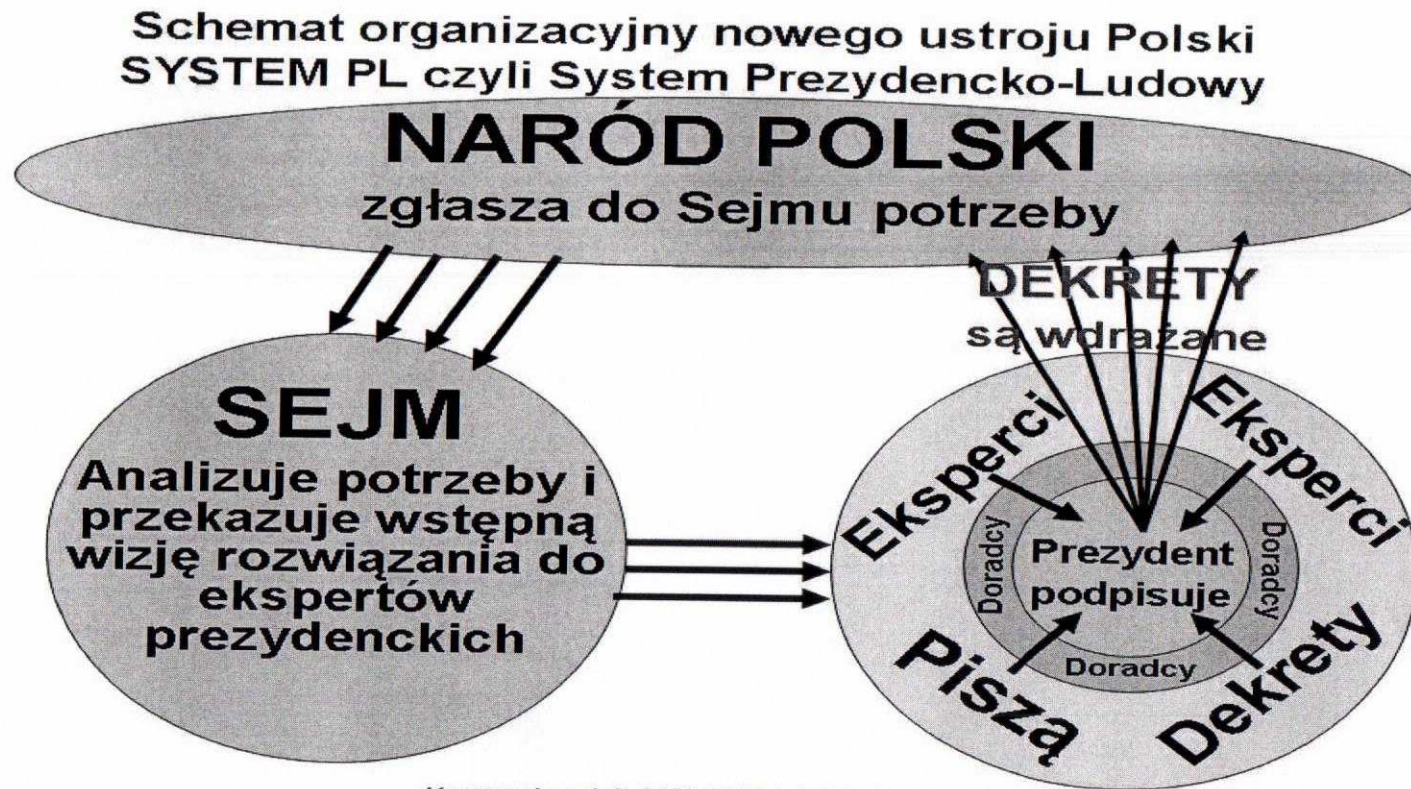 Schemat organizacyjny nowego ustroju Polski
SYSTEM PL czyli System Prezydencko-Ludowy
NARÓD POLSKI
zgłasza do Sejmu potrzeby
DEKRETY
są wdrażane
SEJM
Analizuje potrzeby i
przekazuje wstępną
wizję rozwiązania do
ekspertów
prezydenckich
Eksperci
Eksperci
Doradcy
Prezydent
podpisuje
Doradcy
Doradcy
Piszą
Dekrety